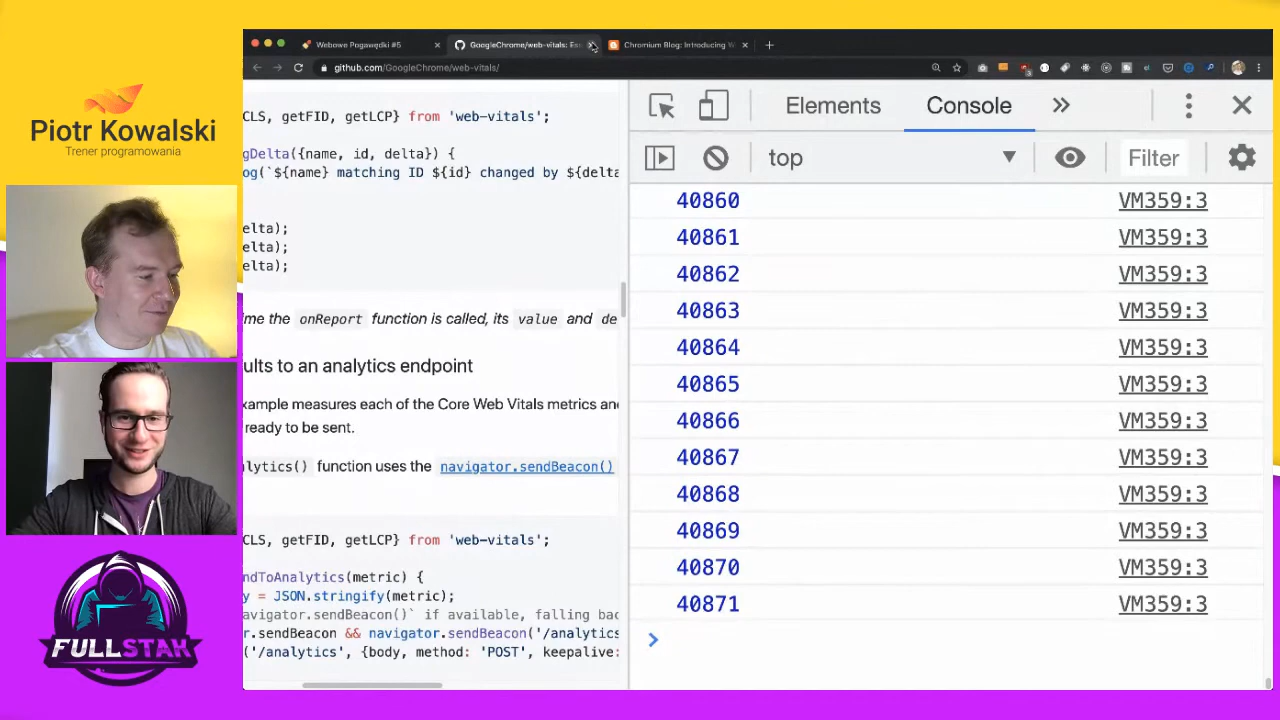 Piotr Kowalski
Trener programowania
FULLSTAK
Webowe Pogawędki #5
GoogleChrome/web-vitals: Es
Chromium Blog: Introducing W
github.com/GoogleChrome/web-vitals/
CLS, getFID, getLCP} from 'web-vitals';
gDelta({name, id, delta}) {
og(`${name} matching ID ${id} changed by ${delta
elta);
elta);
elta);
ime the onReport function is called, its value and de
ults to an analytics endpoint
example measures each of the Core Web Vitals metrics and
ready to be sent.
alytics() function uses the navigator.sendBeacon()
CLS, getFID, getLCP} from 'web-vitals';
ndToAnalytics(metric) {
y = JSON.stringify(metric);
navigator.sendBeacon()` if available, falling bac
r.sendBeacon && navigator.sendBeacon('/analytics
('/analytics', {body, method: 'POST', keepalive:
Elements
Console
top
Filter
40860 VM359:3
40861 VM359:3
40862 VM359:3
40863 VM359:3
40864 VM359:3
40865 VM359:3
40866 VM359:3
40867 VM359:3
40868 VM359:3
40869 VM359:3
40870 VM359:3
40871 VM359:3